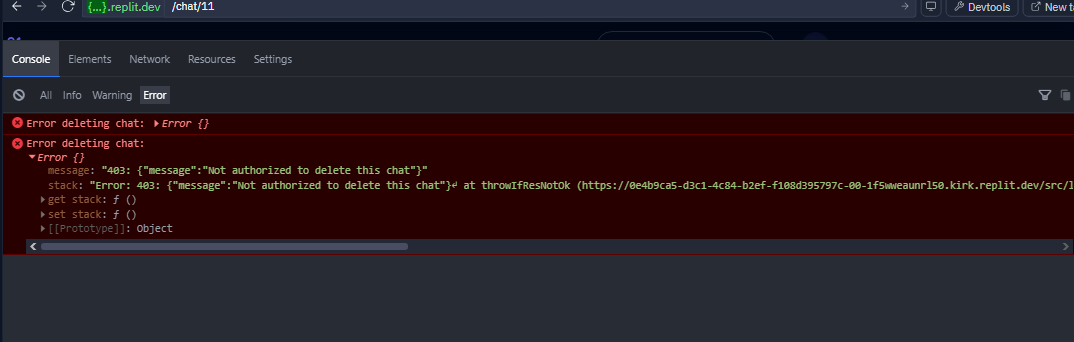 {...}.replit.dev /chat/11 Devtools New ta
Console Elements Network Resources Settings
All Info Warning Error
Error deleting chat: Error {}
Error deleting chat:
Error {}
message: "403: {"message":"Not authorized to delete this chat"}"
stack: "Error: 403: {"message":"Not authorized to delete this chat"}↵ at throwIfResNotOk (https://0e4b9ca5-d3c1-4c84-b2ef-f108d395797c-00-1f5wweaunrl50.kirk.replit.dev/src/l
get stack: ƒ ()
set stack: ƒ ()
[[Prototype]]: Object